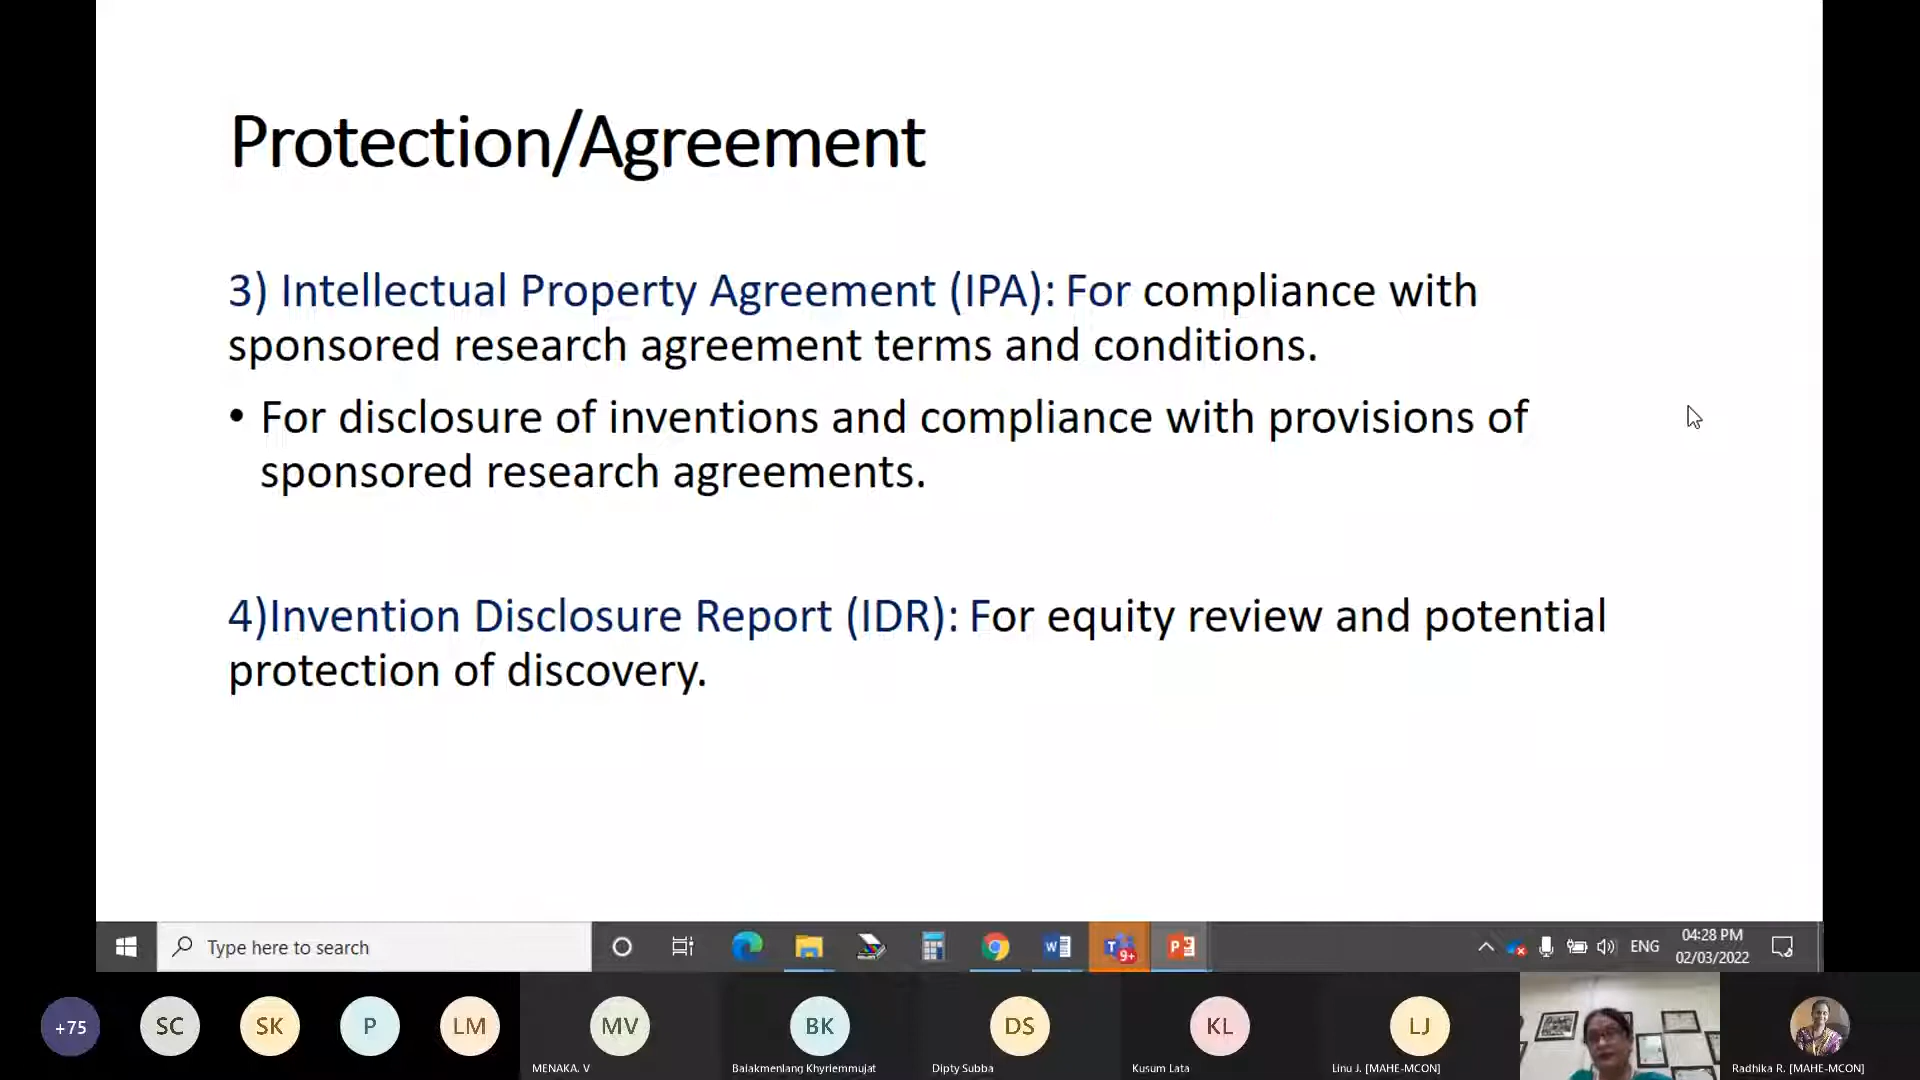 Protection/Agreement
3) Intellectual Property Agreement (IPA): For compliance with
sponsored research agreement terms and conditions.
• For disclosure of inventions and compliance with provisions of
sponsored research agreements.
4)Invention Disclosure Report (IDR): For equity review and potential
protection of discovery.
Type here to search
W
T
9+
P
ENG
04:28 PM
02/03/2022
+75
SC
SK
P
LM
MV
BK
DS
KL
LJ
MENAKA. V
Balakmenlang Khyriemmujat
Dipty Subba
Kusum Lata
Linu J. [MAHE-MCON]
Radhika R. [MAHE-MCON]